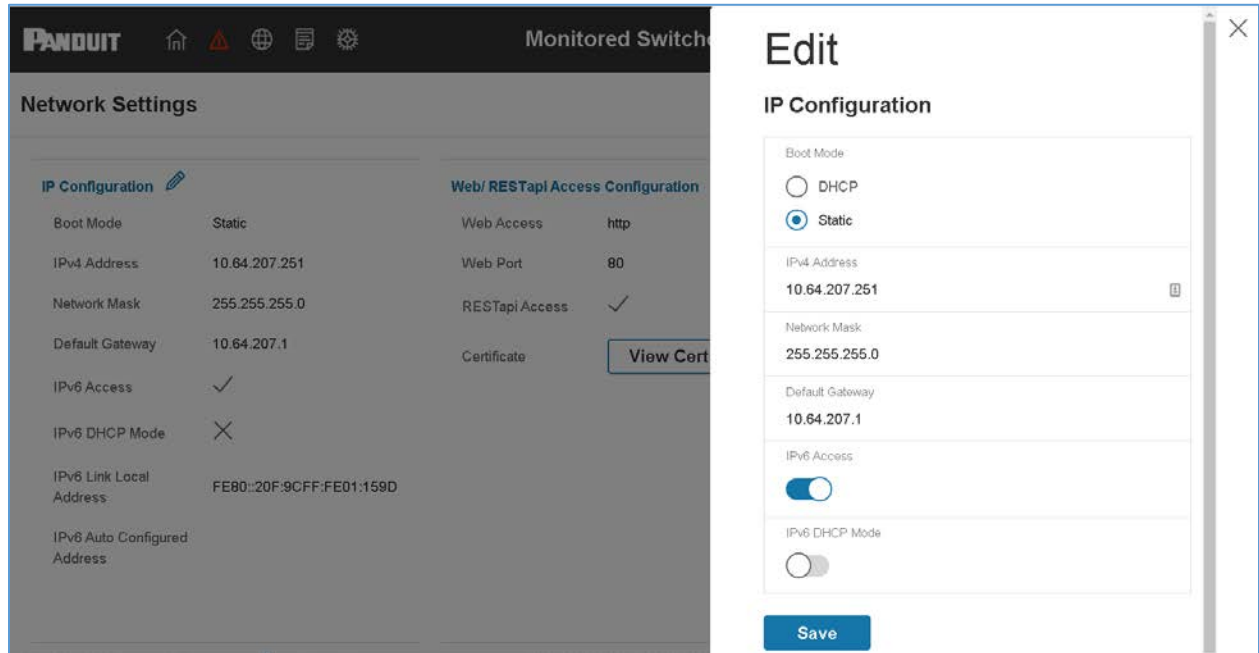 PANDUIT
Monitored Switche
Network Settings
IP Configuration
Boot Mode Static
IPv4 Address 10.64.207.251
Network Mask 255.255.255.0
Default Gateway 10.64.207.1
IPv6 Access
IPv6 DHCP Mode
IPv6 Link Local
Address
FE80::20F:9CFF:FE01:159D
IPv6 Auto Configured
Address
Web/ RESTapi Access Configuration
Web Access http
Web Port 80
RESTapi Access
Certificate View Cert
Edit
IP Configuration
Boot Mode
DHCP
Static
IPv4 Address
10.64.207.251
Network Mask
255.255.255.0
Default Gateway
10.64.207.1
IPv6 Access
IPv6 DHCP Mode
Save